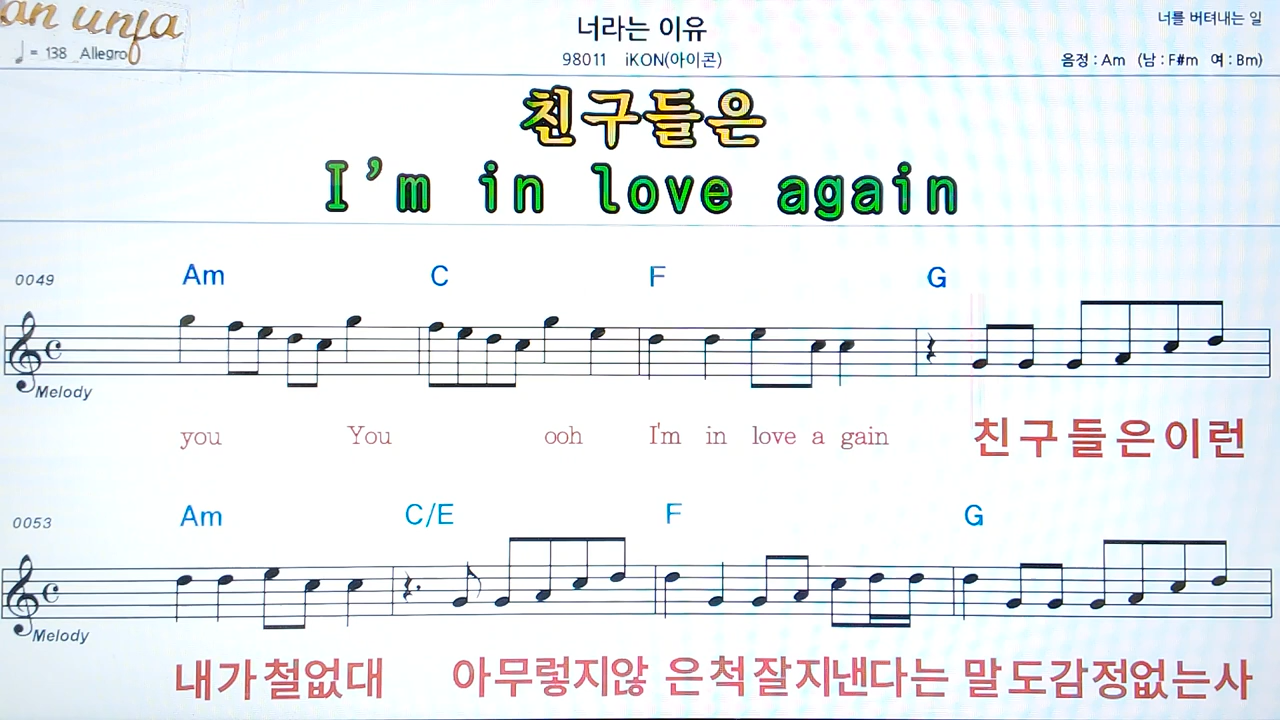 an unfa
너라는 이유
너를 버텨내는 일
♩ = 138 Allegro
98011 iKON(아이콘)
음정 : Am (남 : F#m 여 : Bm)
친구들은
I'm in love again
0049 Am C F G
Melody
you You ooh I'm in love a gain 친구들은이런
0053 Am C/E F G
Melody
내가철없대 아무렇지않 은척잘지낸다는 말도감정없는사